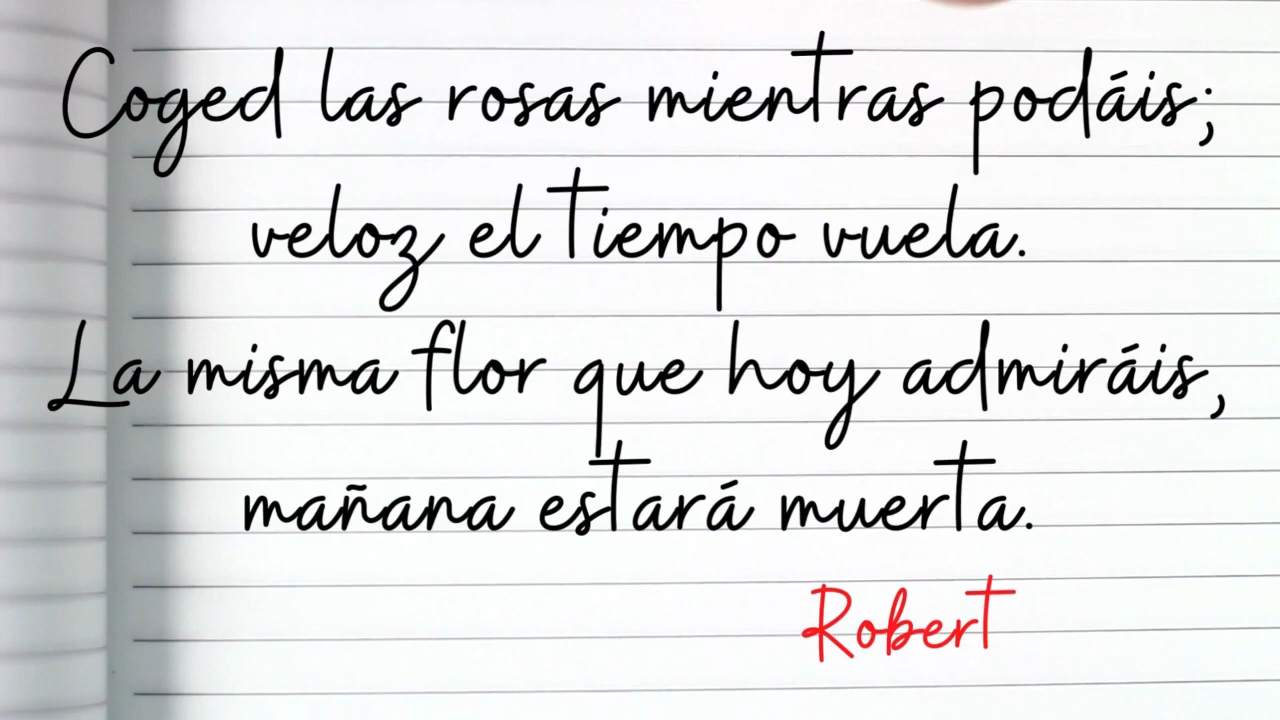 Coged las rosas mientras podáis;
veloz el tiempo vuela.
La misma flor que hoy admiráis,
mañana estará muerta.
Robert